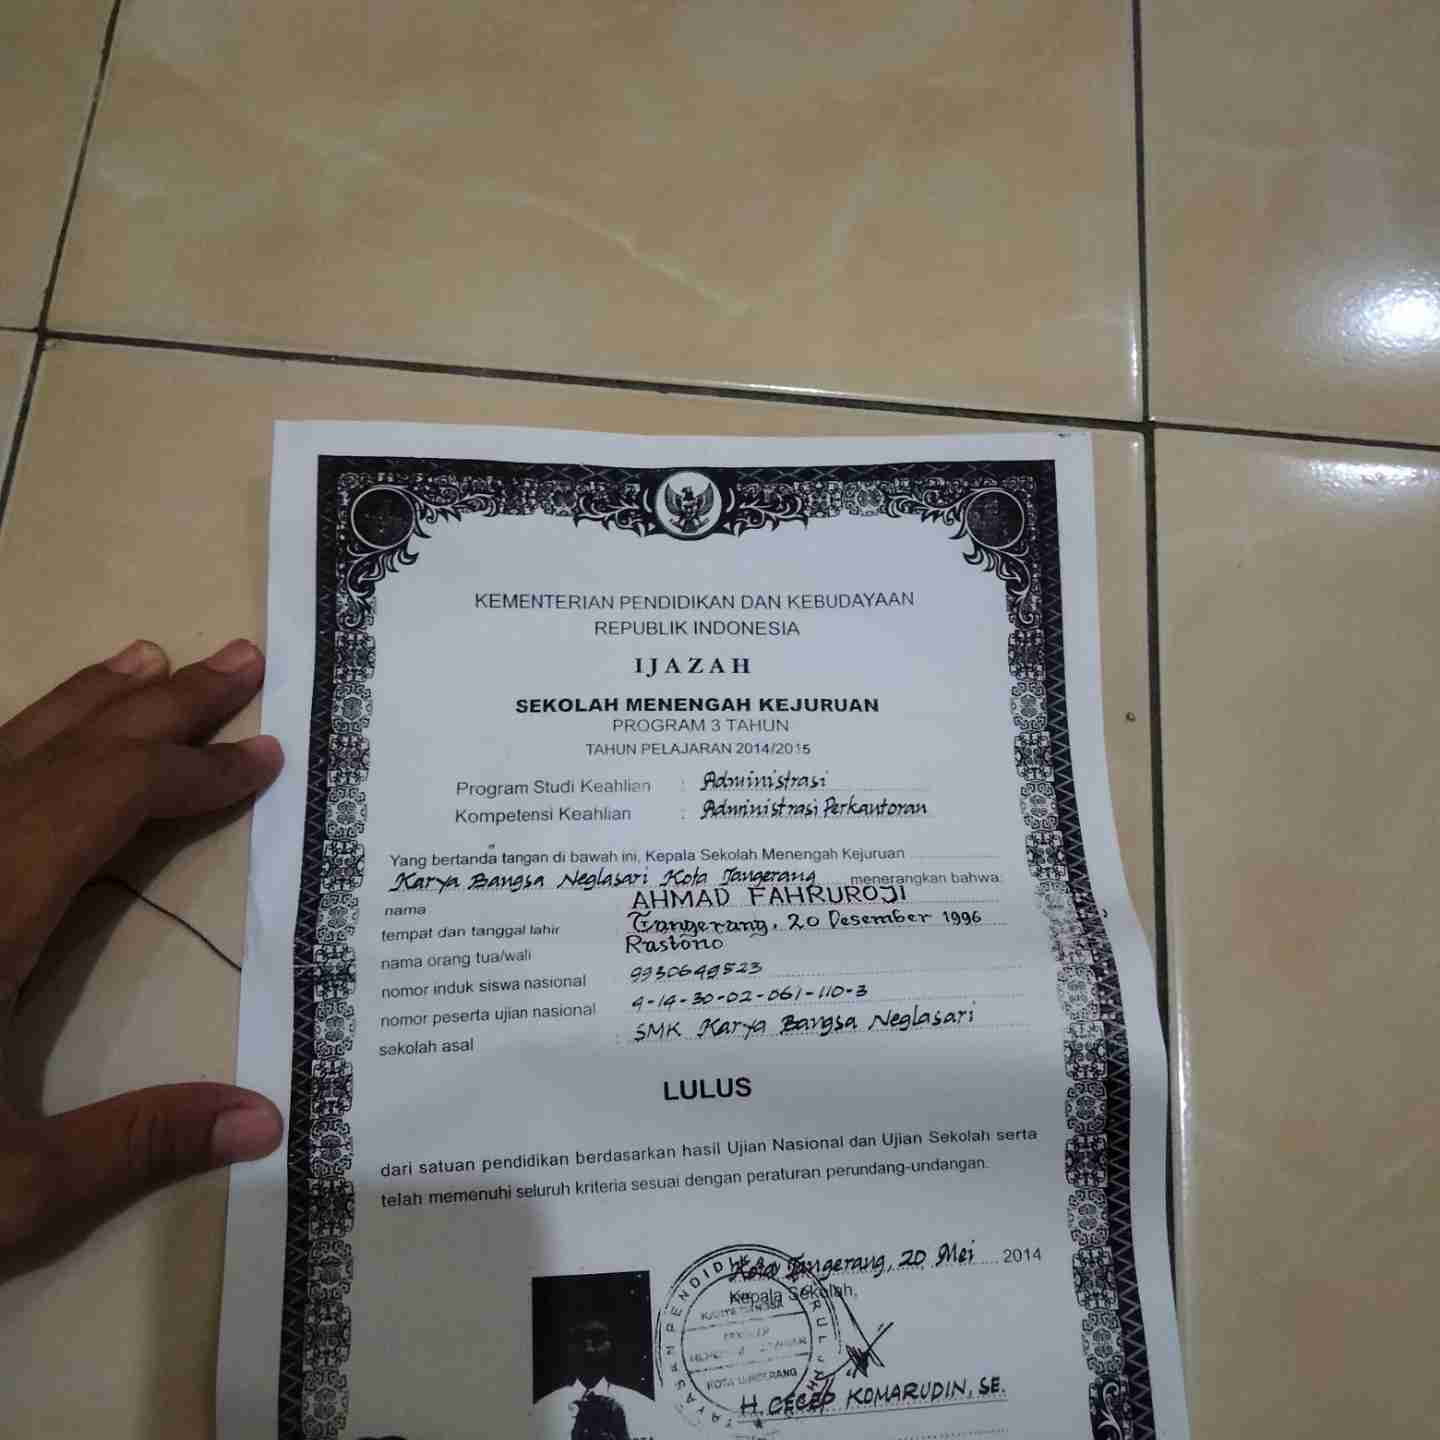 KEMENTERIAN PENDIDIKAN DAN KEBUDAYAAN
REPUBLIK INDONESIA
IJAZAH
SEKOLAH MENENGAH KEJURUAN
PROGRAM 3 TAHUN
TAHUN PELAJARAN 2014/2015
Program Studi Keahlian : Administrasi
Kompetensi Keahlian : Administrasi Perkantoran
Yang bertanda tangan di bawah ini, Kepala Sekolah Menengah Kejuruan
Karya Bangsa Neglasari Kota Tangerang menerangkan bahwa:
nama AHMAD FAHRUROJI
tempat dan tanggal lahir : Tangerang, 20 Desember 1996
nama orang tua/wali Rastono
nomor induk siswa nasional 9930649523
nomor peserta ujian nasional 4-14-30-02-061-110-3
sekolah asal : SMK Karya Bangsa Neglasari
LULUS
dari satuan pendidikan berdasarkan hasil Ujian Nasional dan Ujian Sekolah serta
telah memenuhi seluruh kriteria sesuai dengan peraturan perundang-undangan.
Kota Tangerang, 20 Mei 2014
Kepala Sekolah,
KOTA TANGERANG
H. CECEP KOMARUDIN, SE.